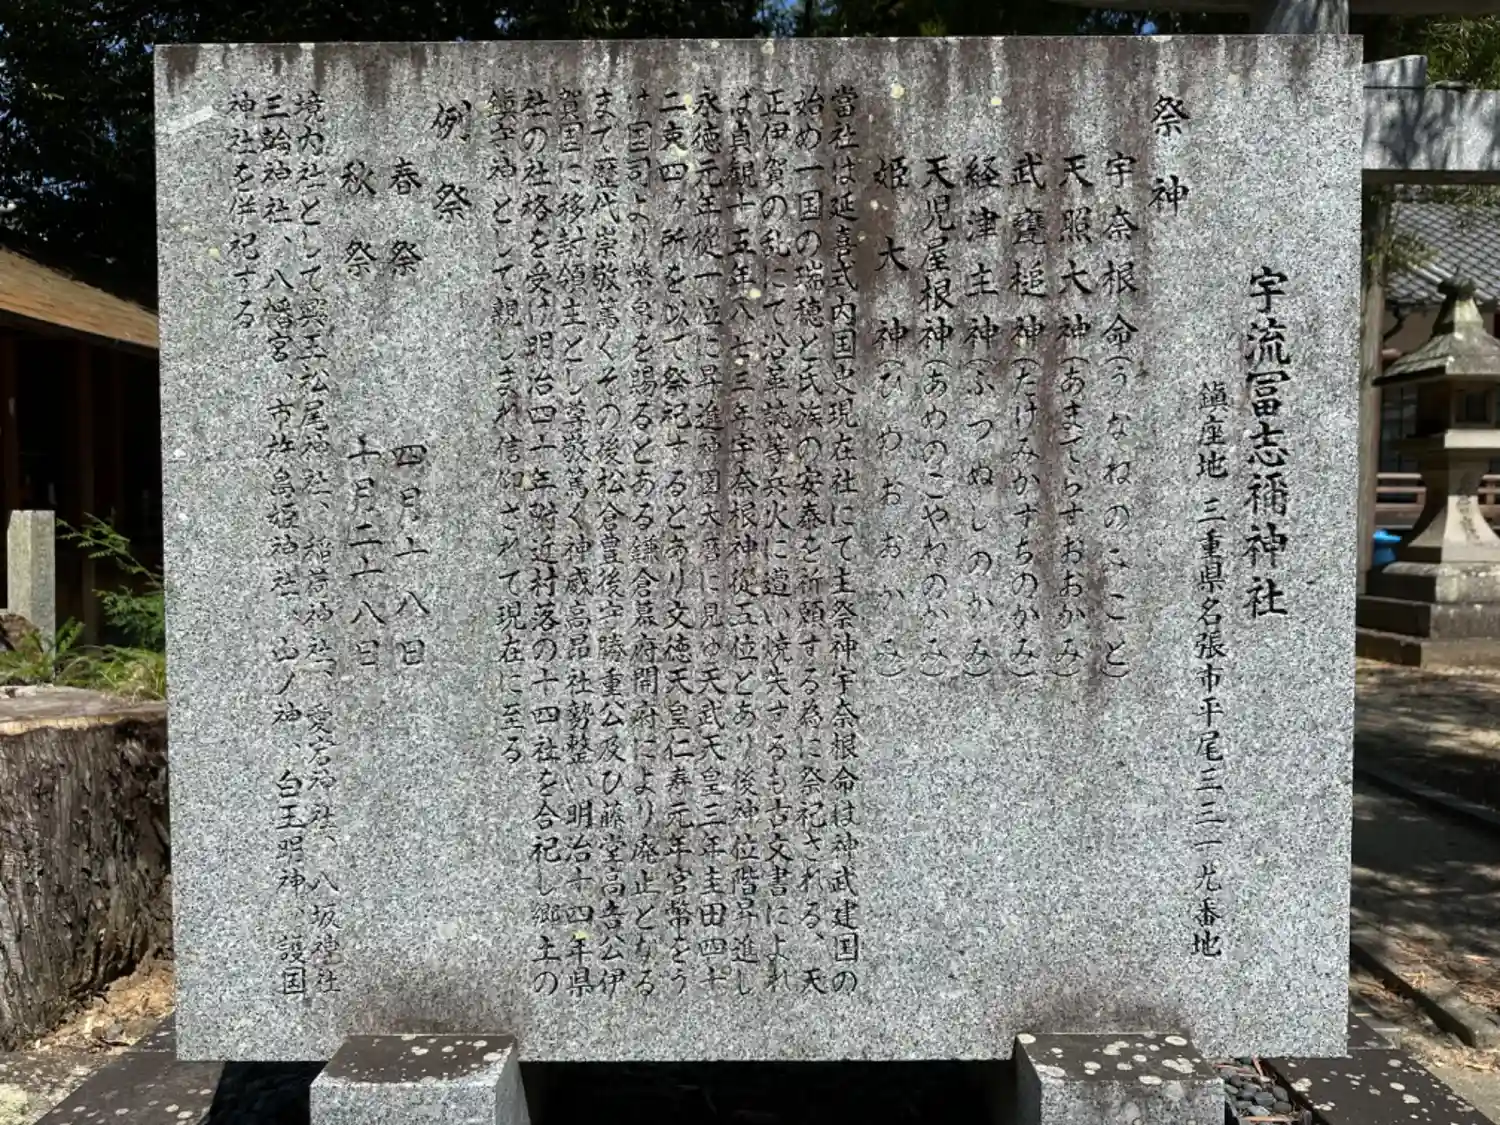 宇流冨志禰神社
鎮座地 三重県名張市平尾三三一九番地
祭神
宇奈根命(うなねのみこと)
天照大神(あまてらすおおかみ)
武甕槌神(たけみかずちのかみ)
経津主神(ふつぬしのかみ)
天児屋根神(あめのこやねのかみ)
姫大神(ひめおおかみ)
當社は延喜式内国史現在社にて主祭神宇奈根命は神武建国の
始め一国の瑞穂と氏族の安泰を祈願する為に祭祀される、天
正伊賀の乱にて沿革誌等兵火に遭い焼失するも古文書によれ
ば貞観十五年八七三年宇奈根神従五位とあり後神位階昇進し
永徳元年従一位に昇進神国大鹿に見ゆ天武天皇三年圭田四十
二束四ヶ所を以て祭祀するとあり文徳天皇仁寿元年官幣をう
け国司より幣帛を賜るとある鎌倉幕府開府により廃止となる
まで歴代崇敬篤くその後松倉豊後守勝重公及び藤堂高吉公伊
賀国に移封領主とし尊敬篤く神威高昂社勢整い明治十四年県
社の社格を受け明治四十年附近村落の十四社を合祀し郷土の
鎮守神として親しまれ信仰されて現在に至る
例祭
春祭 四月十八日
秋祭 十月二十八日
境内社として興玉松尾神社、稲荷神社、愛宕神社、八坂神社
三輪神社、八幡宮、市杵島姫神社、山ノ神、白玉明神、護国
神社を併祀する